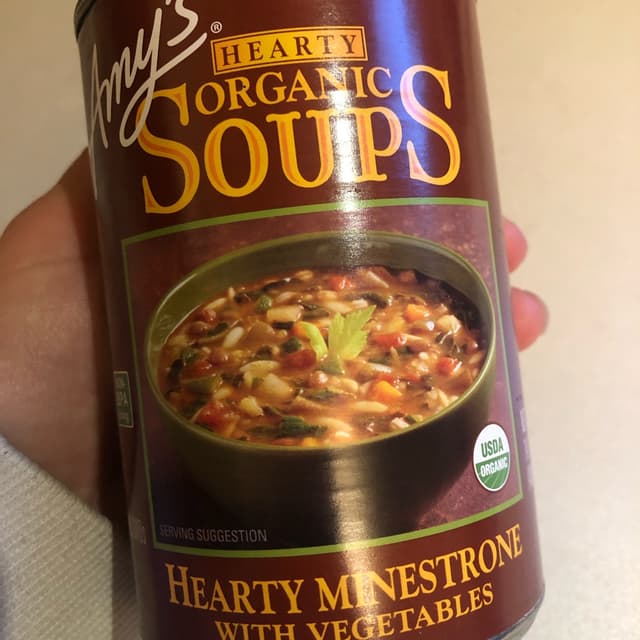 Amy's®
HEARTY
ORGANIC
SOUPS
USDA
ORGANIC
SERVING SUGGESTION
HEARTY MINESTRONE
WITH VEGETABLES